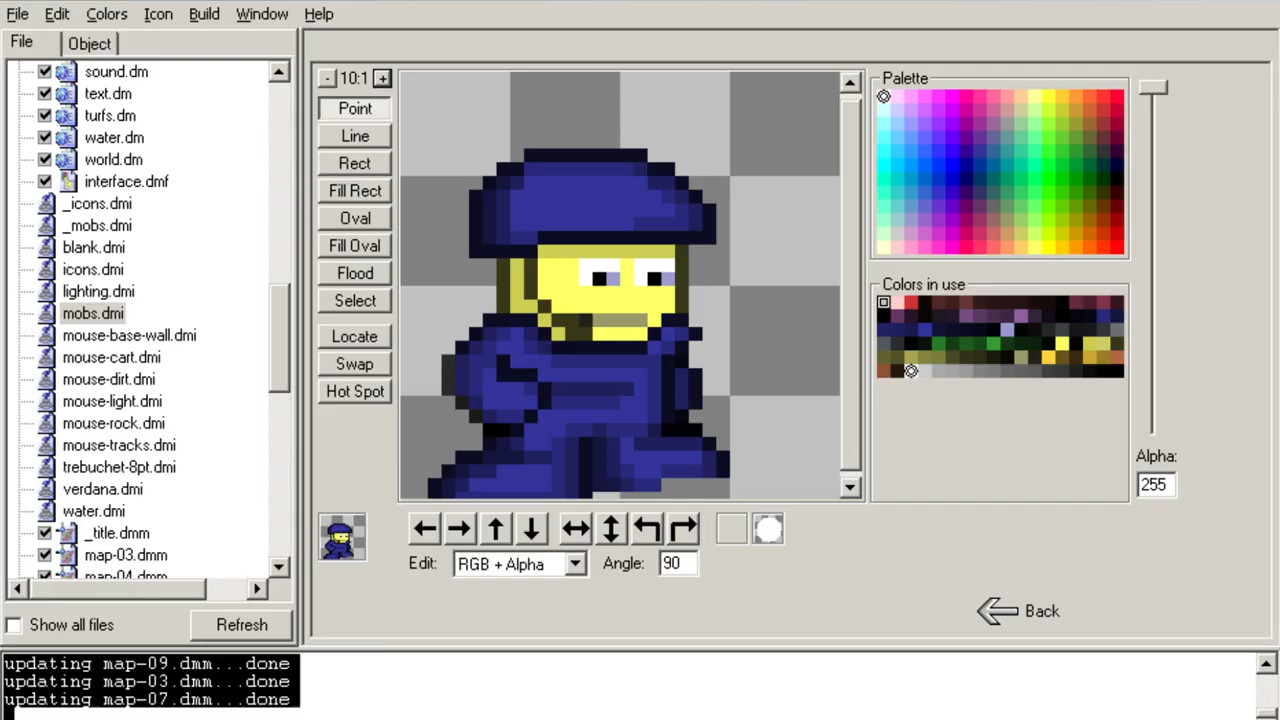 File Edit Colors Icon Build Window Help
File Object
sound.dm
text.dm
turfs.dm
water.dm
world.dm
interface.dmf
_icons.dmi
_mobs.dmi
blank.dmi
icons.dmi
lighting.dmi
mobs.dmi
mouse-base-wall.dmi
mouse-cart.dmi
mouse-dirt.dmi
mouse-light.dmi
mouse-rock.dmi
mouse-tracks.dmi
trebuchet-8pt.dmi
verdana.dmi
water.dmi
_title.dmm
map-03.dmm
map-04.dmm
Show all files Refresh
- 10:1 +
Point
Line
Rect
Fill Rect
Oval
Fill Oval
Flood
Select
Locate
Swap
Hot Spot
Edit: RGB + Alpha Angle: 90
Palette
Colors in use
Alpha:
255
Back
updating map-09.dmm...done
updating map-03.dmm...done
updating map-07.dmm...done